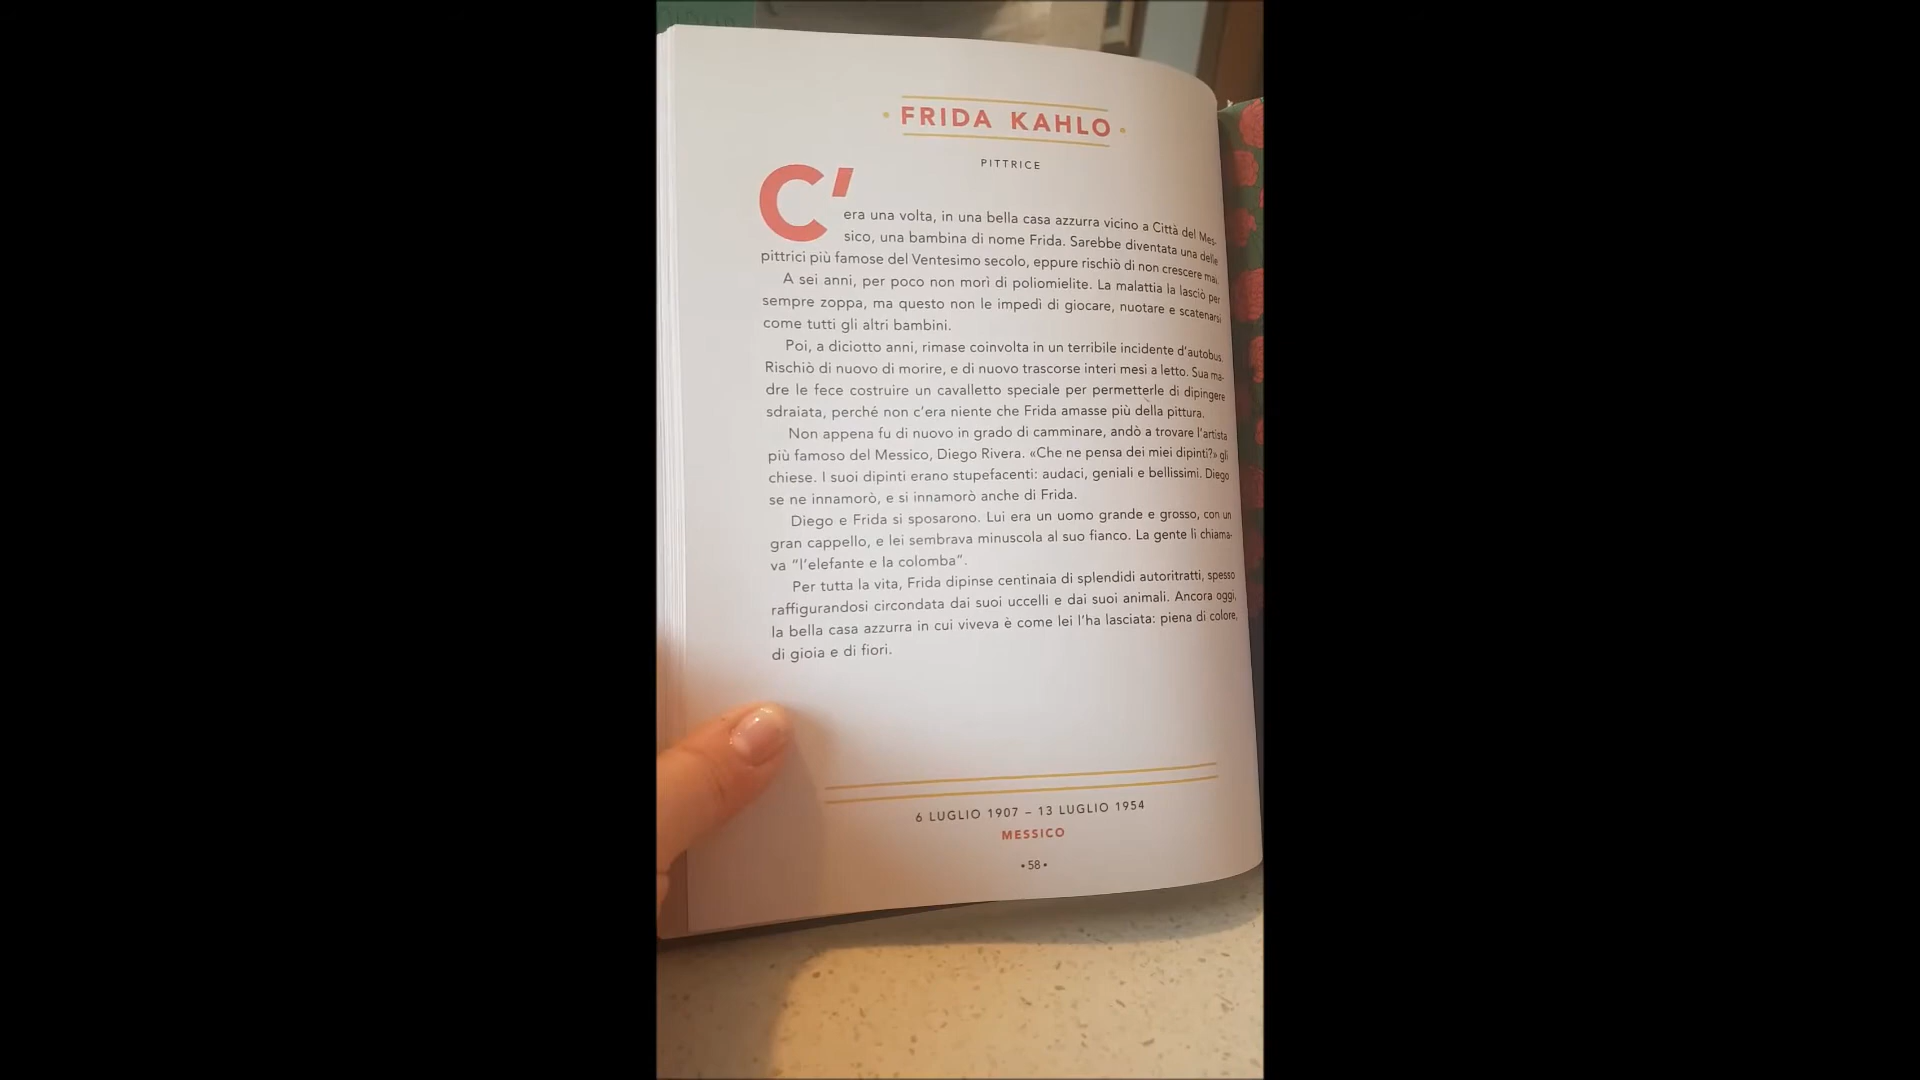 FRIDA KAHLO
PITTRICE
C'era una volta, in una bella casa azzurra vicino a Città del Mes-
sico, una bambina di nome Frida. Sarebbe diventata una delle
pittrici più famose del Ventesimo secolo, eppure rischiò di non crescere mai.
A sei anni, per poco non morì di poliomielite. La malattia la lasciò per
sempre zoppa, ma questo non le impedì di giocare, nuotare e scatenarsi
come tutti gli altri bambini.
Poi, a diciotto anni, rimase coinvolta in un terribile incidente d'autobus.
Rischiò di nuovo di morire, e di nuovo trascorse interi mesi a letto. Sua ma-
dre le fece costruire un cavalletto speciale per permetterle di dipingere
sdraiata, perché non c'era niente che Frida amasse più della pittura.
Non appena fu di nuovo in grado di camminare, andò a trovare l'artista
più famoso del Messico, Diego Rivera. «Che ne pensa dei miei dipinti?» gli
chiese. I suoi dipinti erano stupefacenti: audaci, geniali e bellissimi. Diego
se ne innamorò, e si innamorò anche di Frida.
Diego e Frida si sposarono. Lui era un uomo grande e grosso, con un
gran cappello, e lei sembrava minuscola al suo fianco. La gente li chiama-
va “l'elefante e la colomba”.
Per tutta la vita, Frida dipinse centinaia di splendidi autoritratti, spesso
raffigurandosi circondata dai suoi uccelli e dai suoi animali. Ancora oggi,
la bella casa azzurra in cui viveva è come lei l'ha lasciata: piena di colore,
di gioia e di fiori.
6 LUGLIO 1907 – 13 LUGLIO 1954
MESSICO
• 58 •